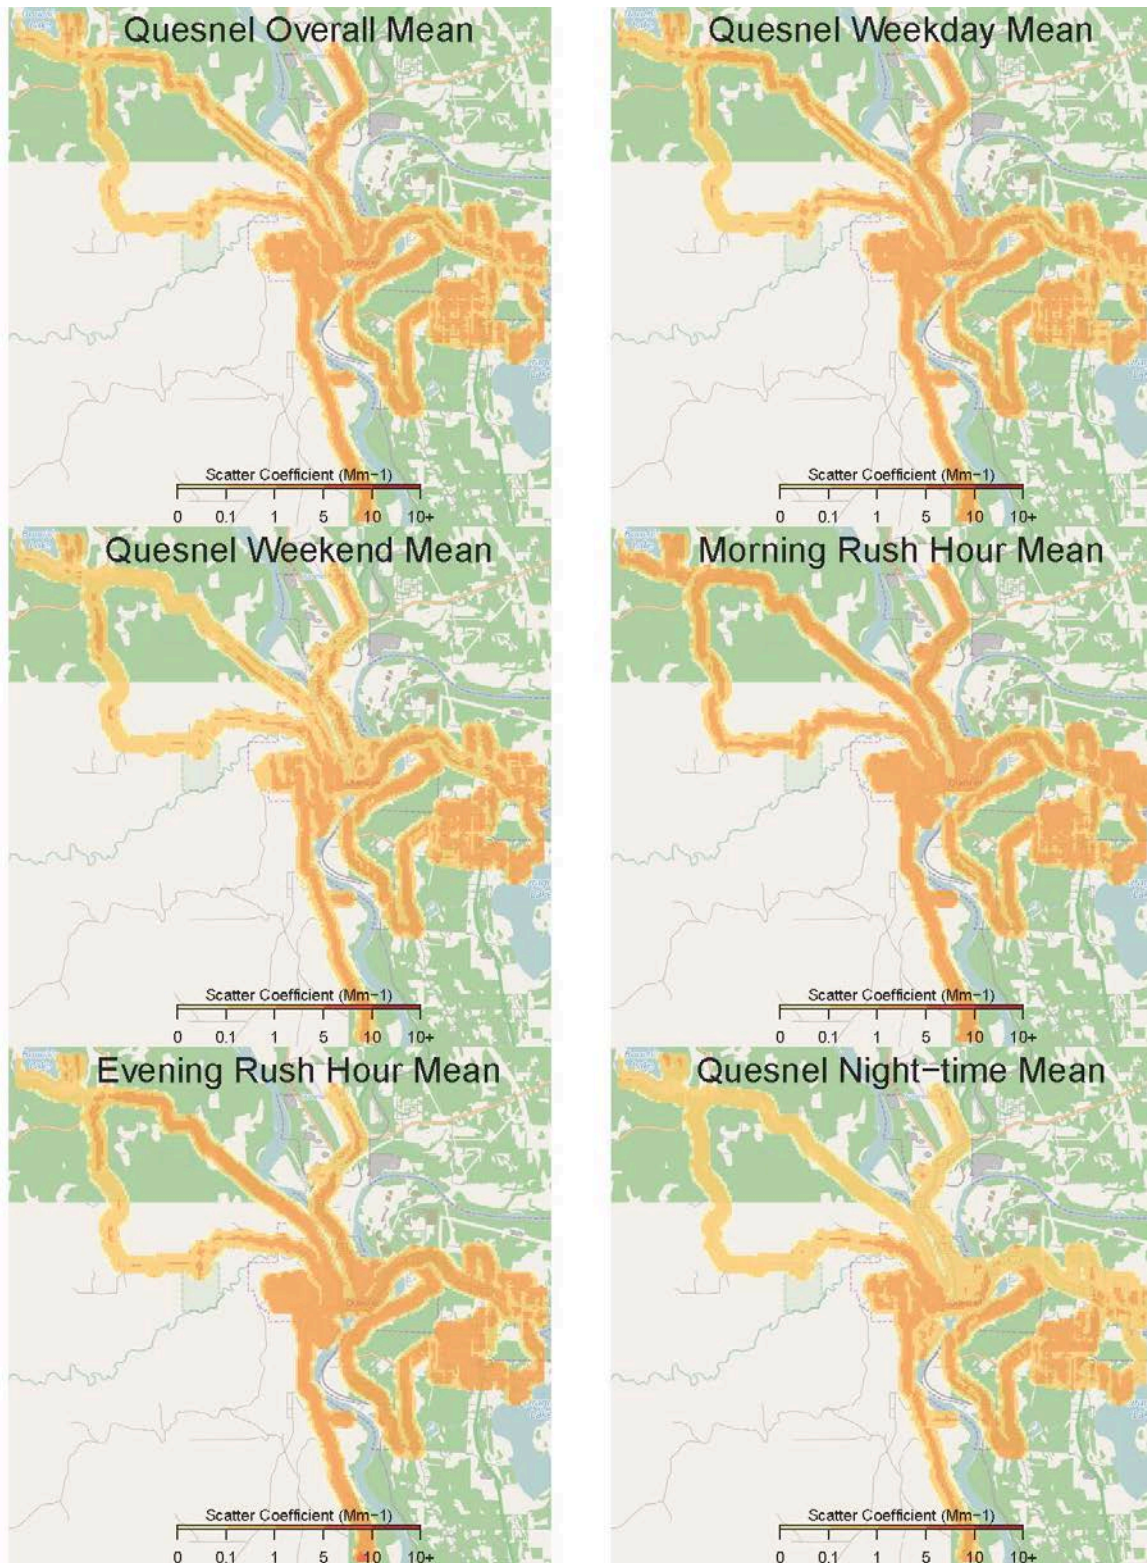 Quesnel Overall Mean
Scatter Coefficient (Mm−1)
0 0.1 1 5 10 10+
Quesnel Weekday Mean
Scatter Coefficient (Mm−1)
0 0.1 1 5 10 10+
Quesnel Weekend Mean
Scatter Coefficient (Mm−1)
0 0.1 1 5 10 10+
Morning Rush Hour Mean
Scatter Coefficient (Mm−1)
0 0.1 1 5 10 10+
Evening Rush Hour Mean
Scatter Coefficient (Mm−1)
0 0.1 1 5 10 10+
Quesnel Night−time Mean
Scatter Coefficient (Mm−1)
0 0.1 1 5 10 10+